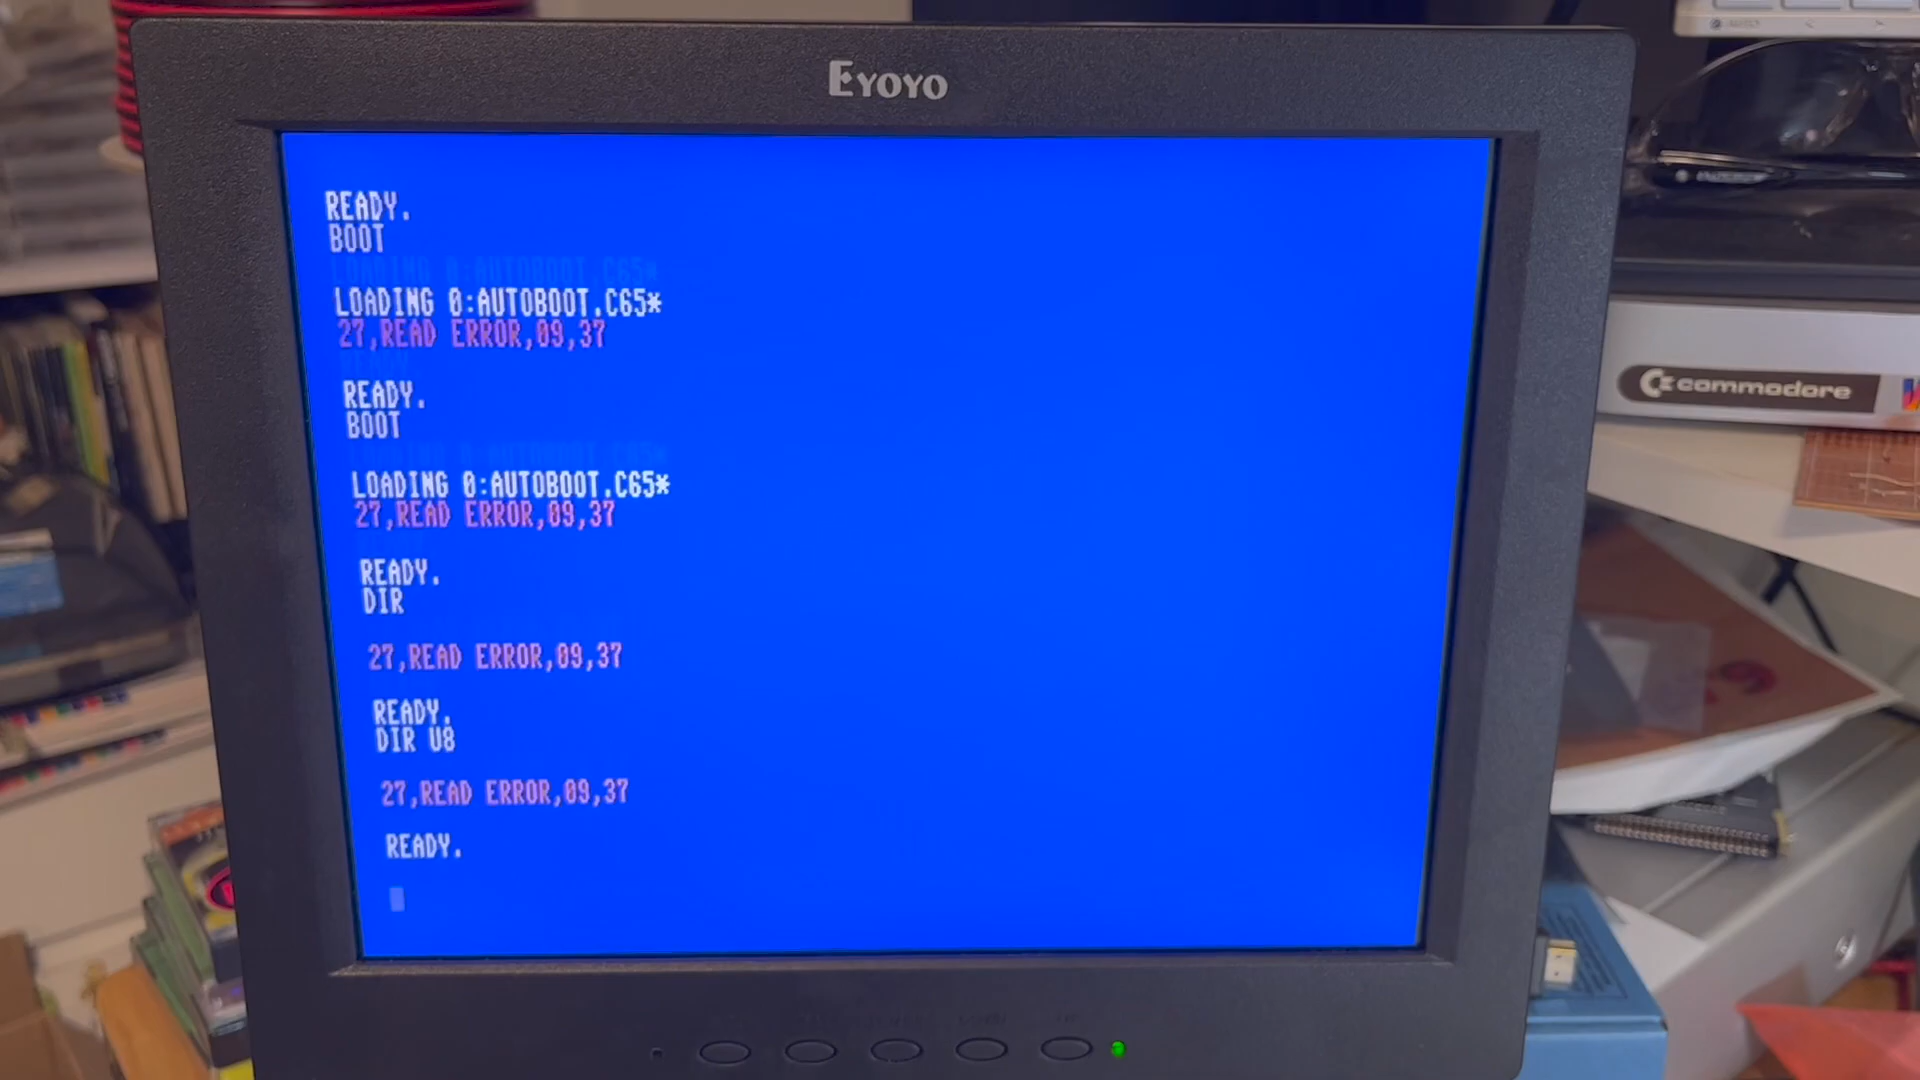 EYOYO
READY.
BOOT
LOADING 0:AUTOBOOT.C65*
27,READ ERROR,09,37
READY.
BOOT
LOADING 0:AUTOBOOT.C65*
27,READ ERROR,09,37
READY.
DIR
27,READ ERROR,09,37
READY.
DIR U8
27,READ ERROR,09,37
READY.
commodore